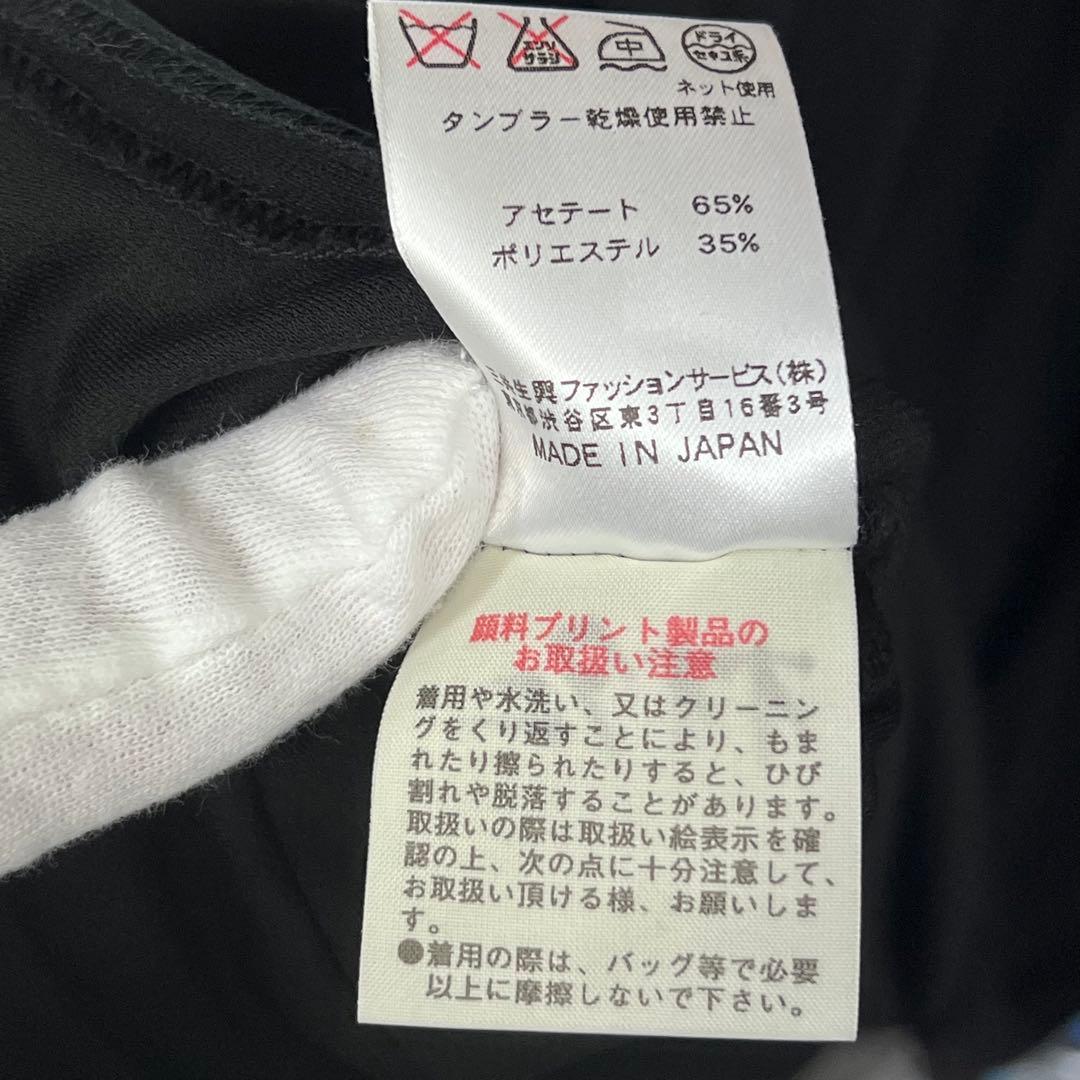 エンソ
サラシ
中
ドライ
セキユ系
ネット使用
タンブラー乾燥使用禁止
アセテート 65%
ポリエステル 35%
生興ファッションサービス(株)
都渋谷区東3丁目16番3号
MADE IN JAPAN
顔料プリント製品の
お取扱い注意
着用や水洗い、又はクリーニン
グをくり返すことにより、もま
れたり擦られたりすると、ひび
割れや脱落することがあります。
取扱いの際は取扱い絵表示を確
認の上、次の点に十分注意して、
お取扱い頂ける様、お願いしま
す。
●着用の際は、バッグ等で必要
以上に摩擦しないで下さい。